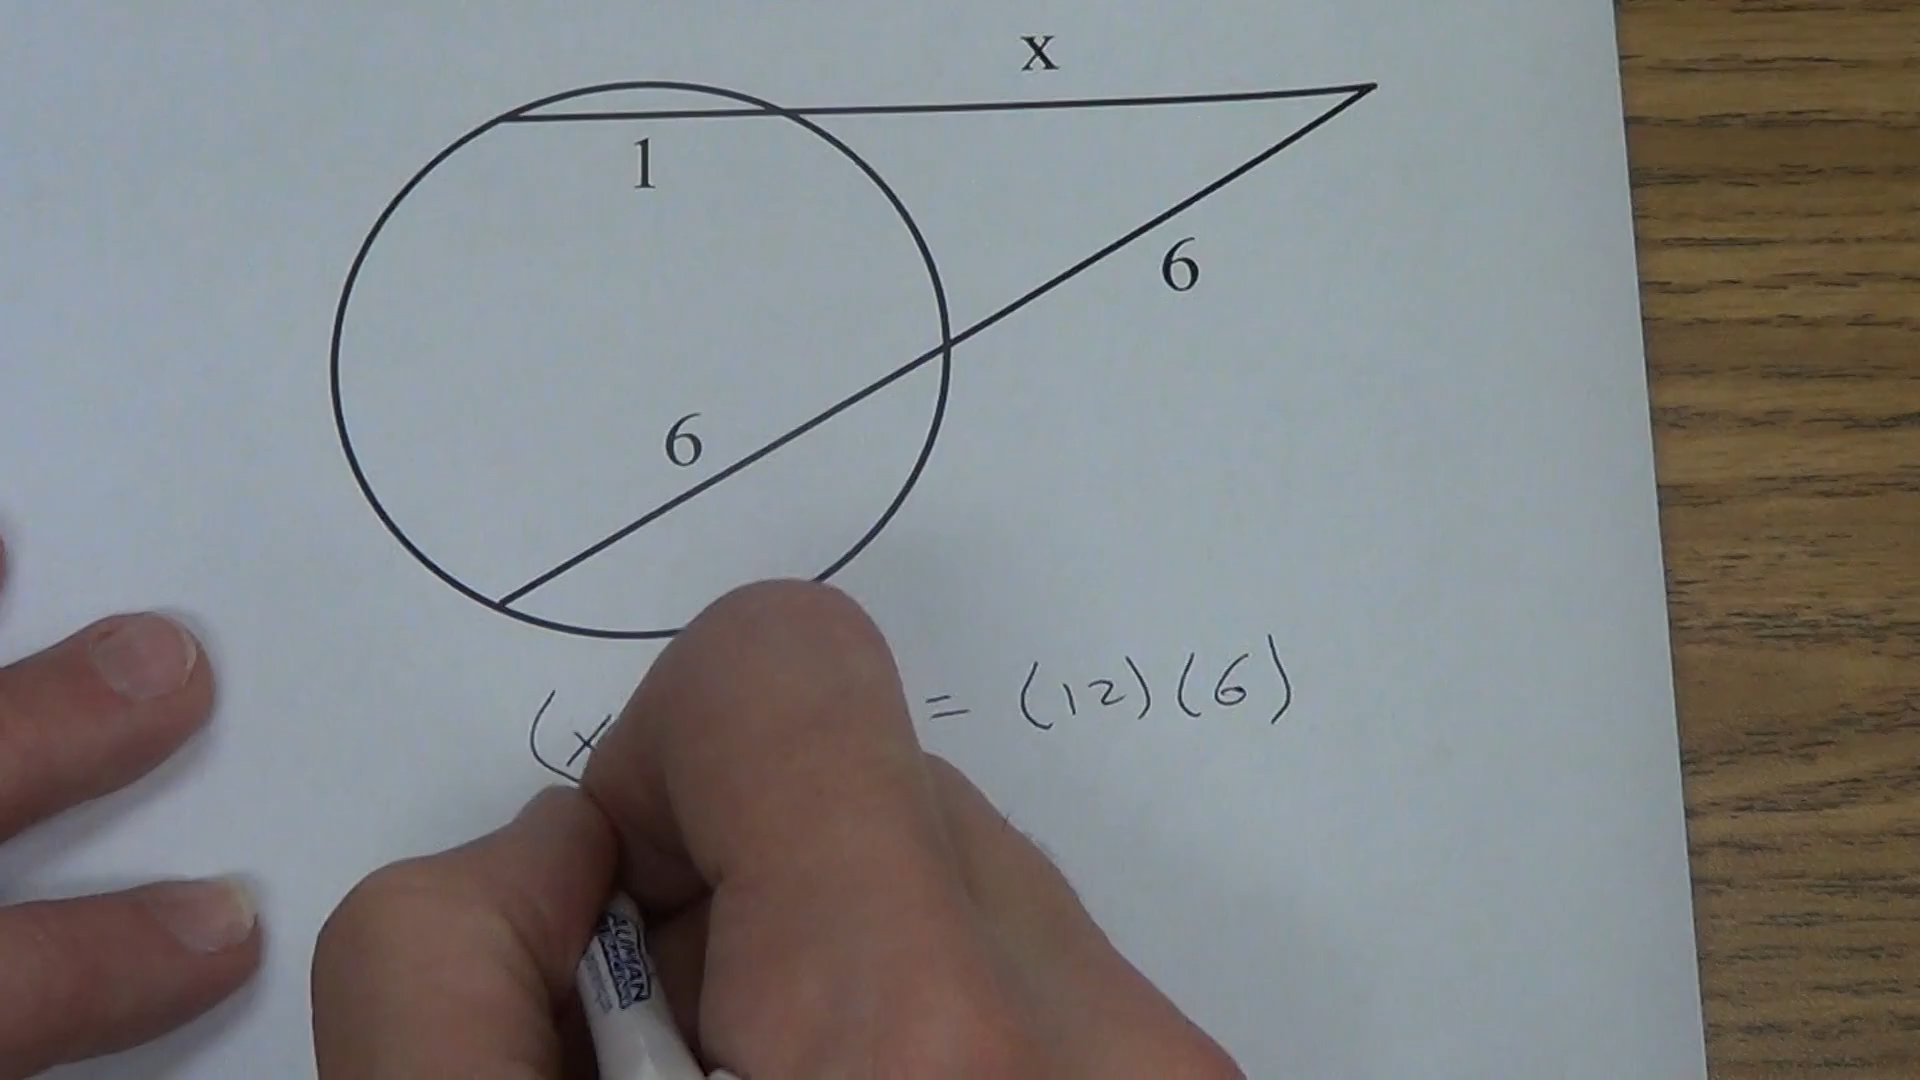 x
1
6
6
(x = (12)(6)